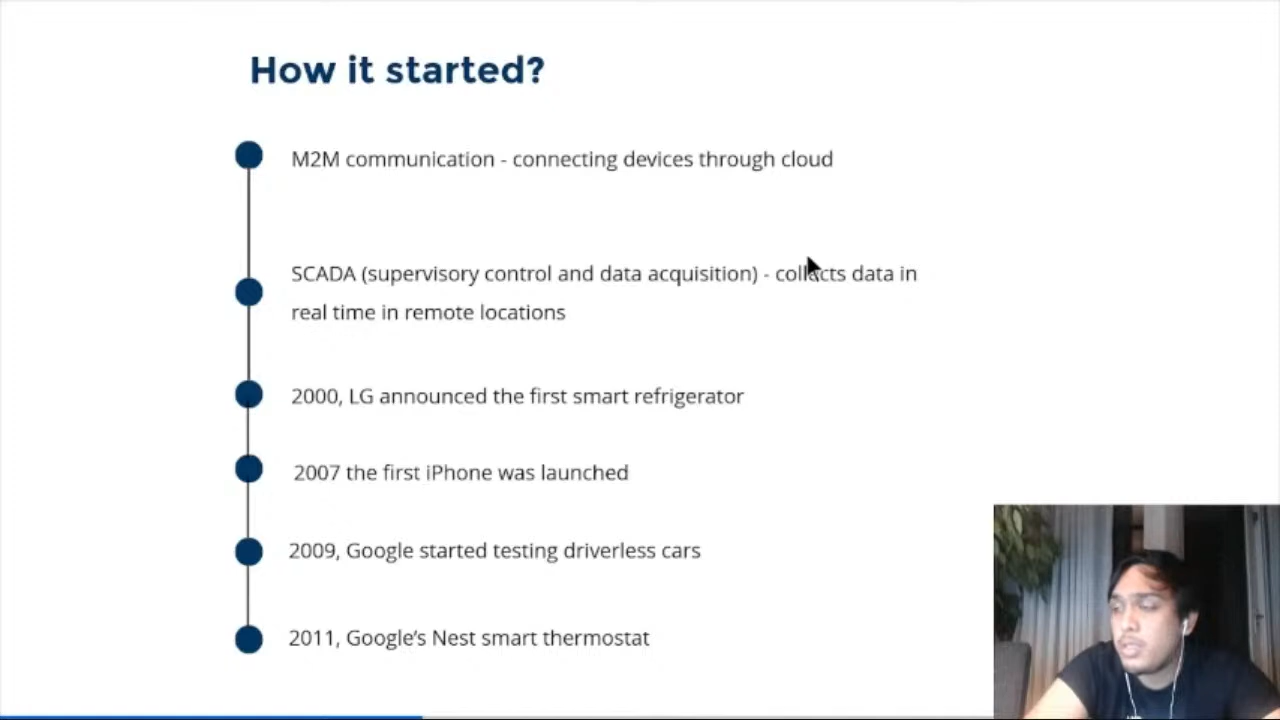 How it started?
M2M communication - connecting devices through cloud
SCADA (supervisory control and data acquisition) - collects data in
real time in remote locations
2000, LG announced the first smart refrigerator
2007 the first iPhone was launched
2009, Google started testing driverless cars
2011, Google’s Nest smart thermostat